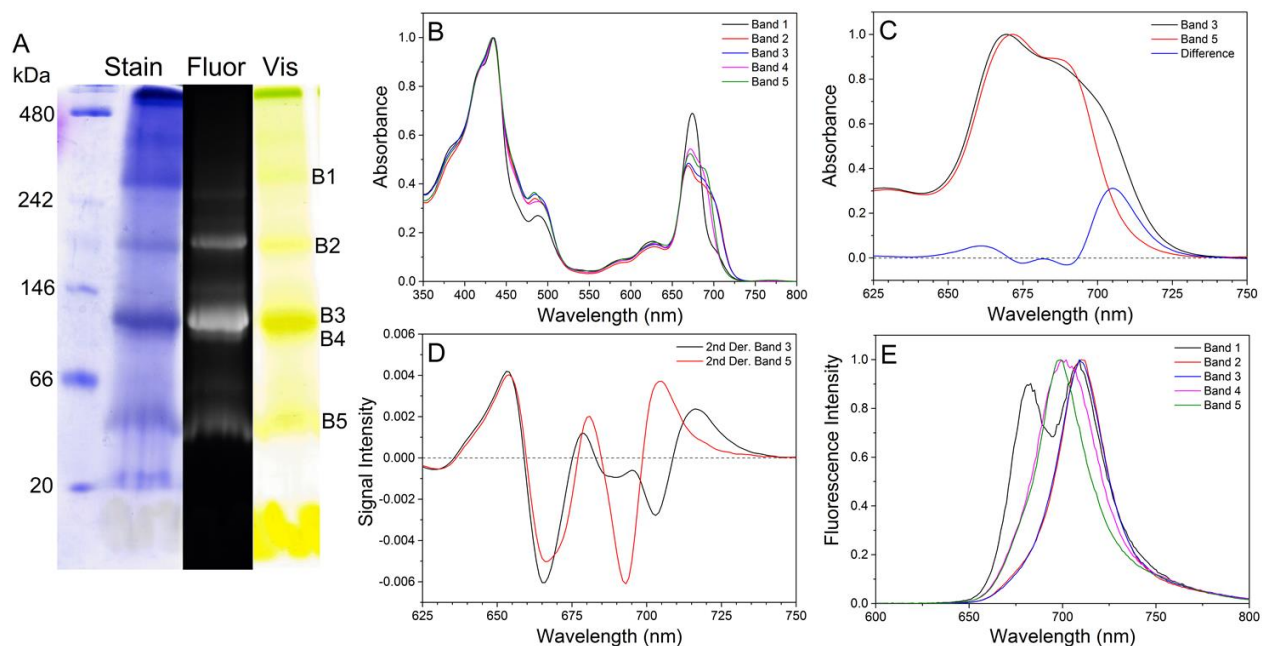 A
Stain Fluor Vis
kDa
480
242
146
66
20
B1
B2
B3
B4
B5
B
Band 1
Band 2
Band 3
Band 4
Band 5
Absorbance
1.0
0.8
0.6
0.4
0.2
0.0
350 400 450 500 550 600 650 700 750 800
Wavelength (nm)
C
Band 3
Band 5
Difference
Absorbance
1.0
0.8
0.6
0.4
0.2
0.0
625 650 675 700 725 750
Wavelength (nm)
D
2nd Der. Band 3
2nd Der. Band 5
Signal Intensity
0.006
0.004
0.002
0.000
-0.002
-0.004
-0.006
625 650 675 700 725 750
Wavelength (nm)
E
Band 1
Band 2
Band 3
Band 4
Band 5
Fluorescence Intensity
1.0
0.8
0.6
0.4
0.2
0.0
600 650 700 750 800
Wavelength (nm)